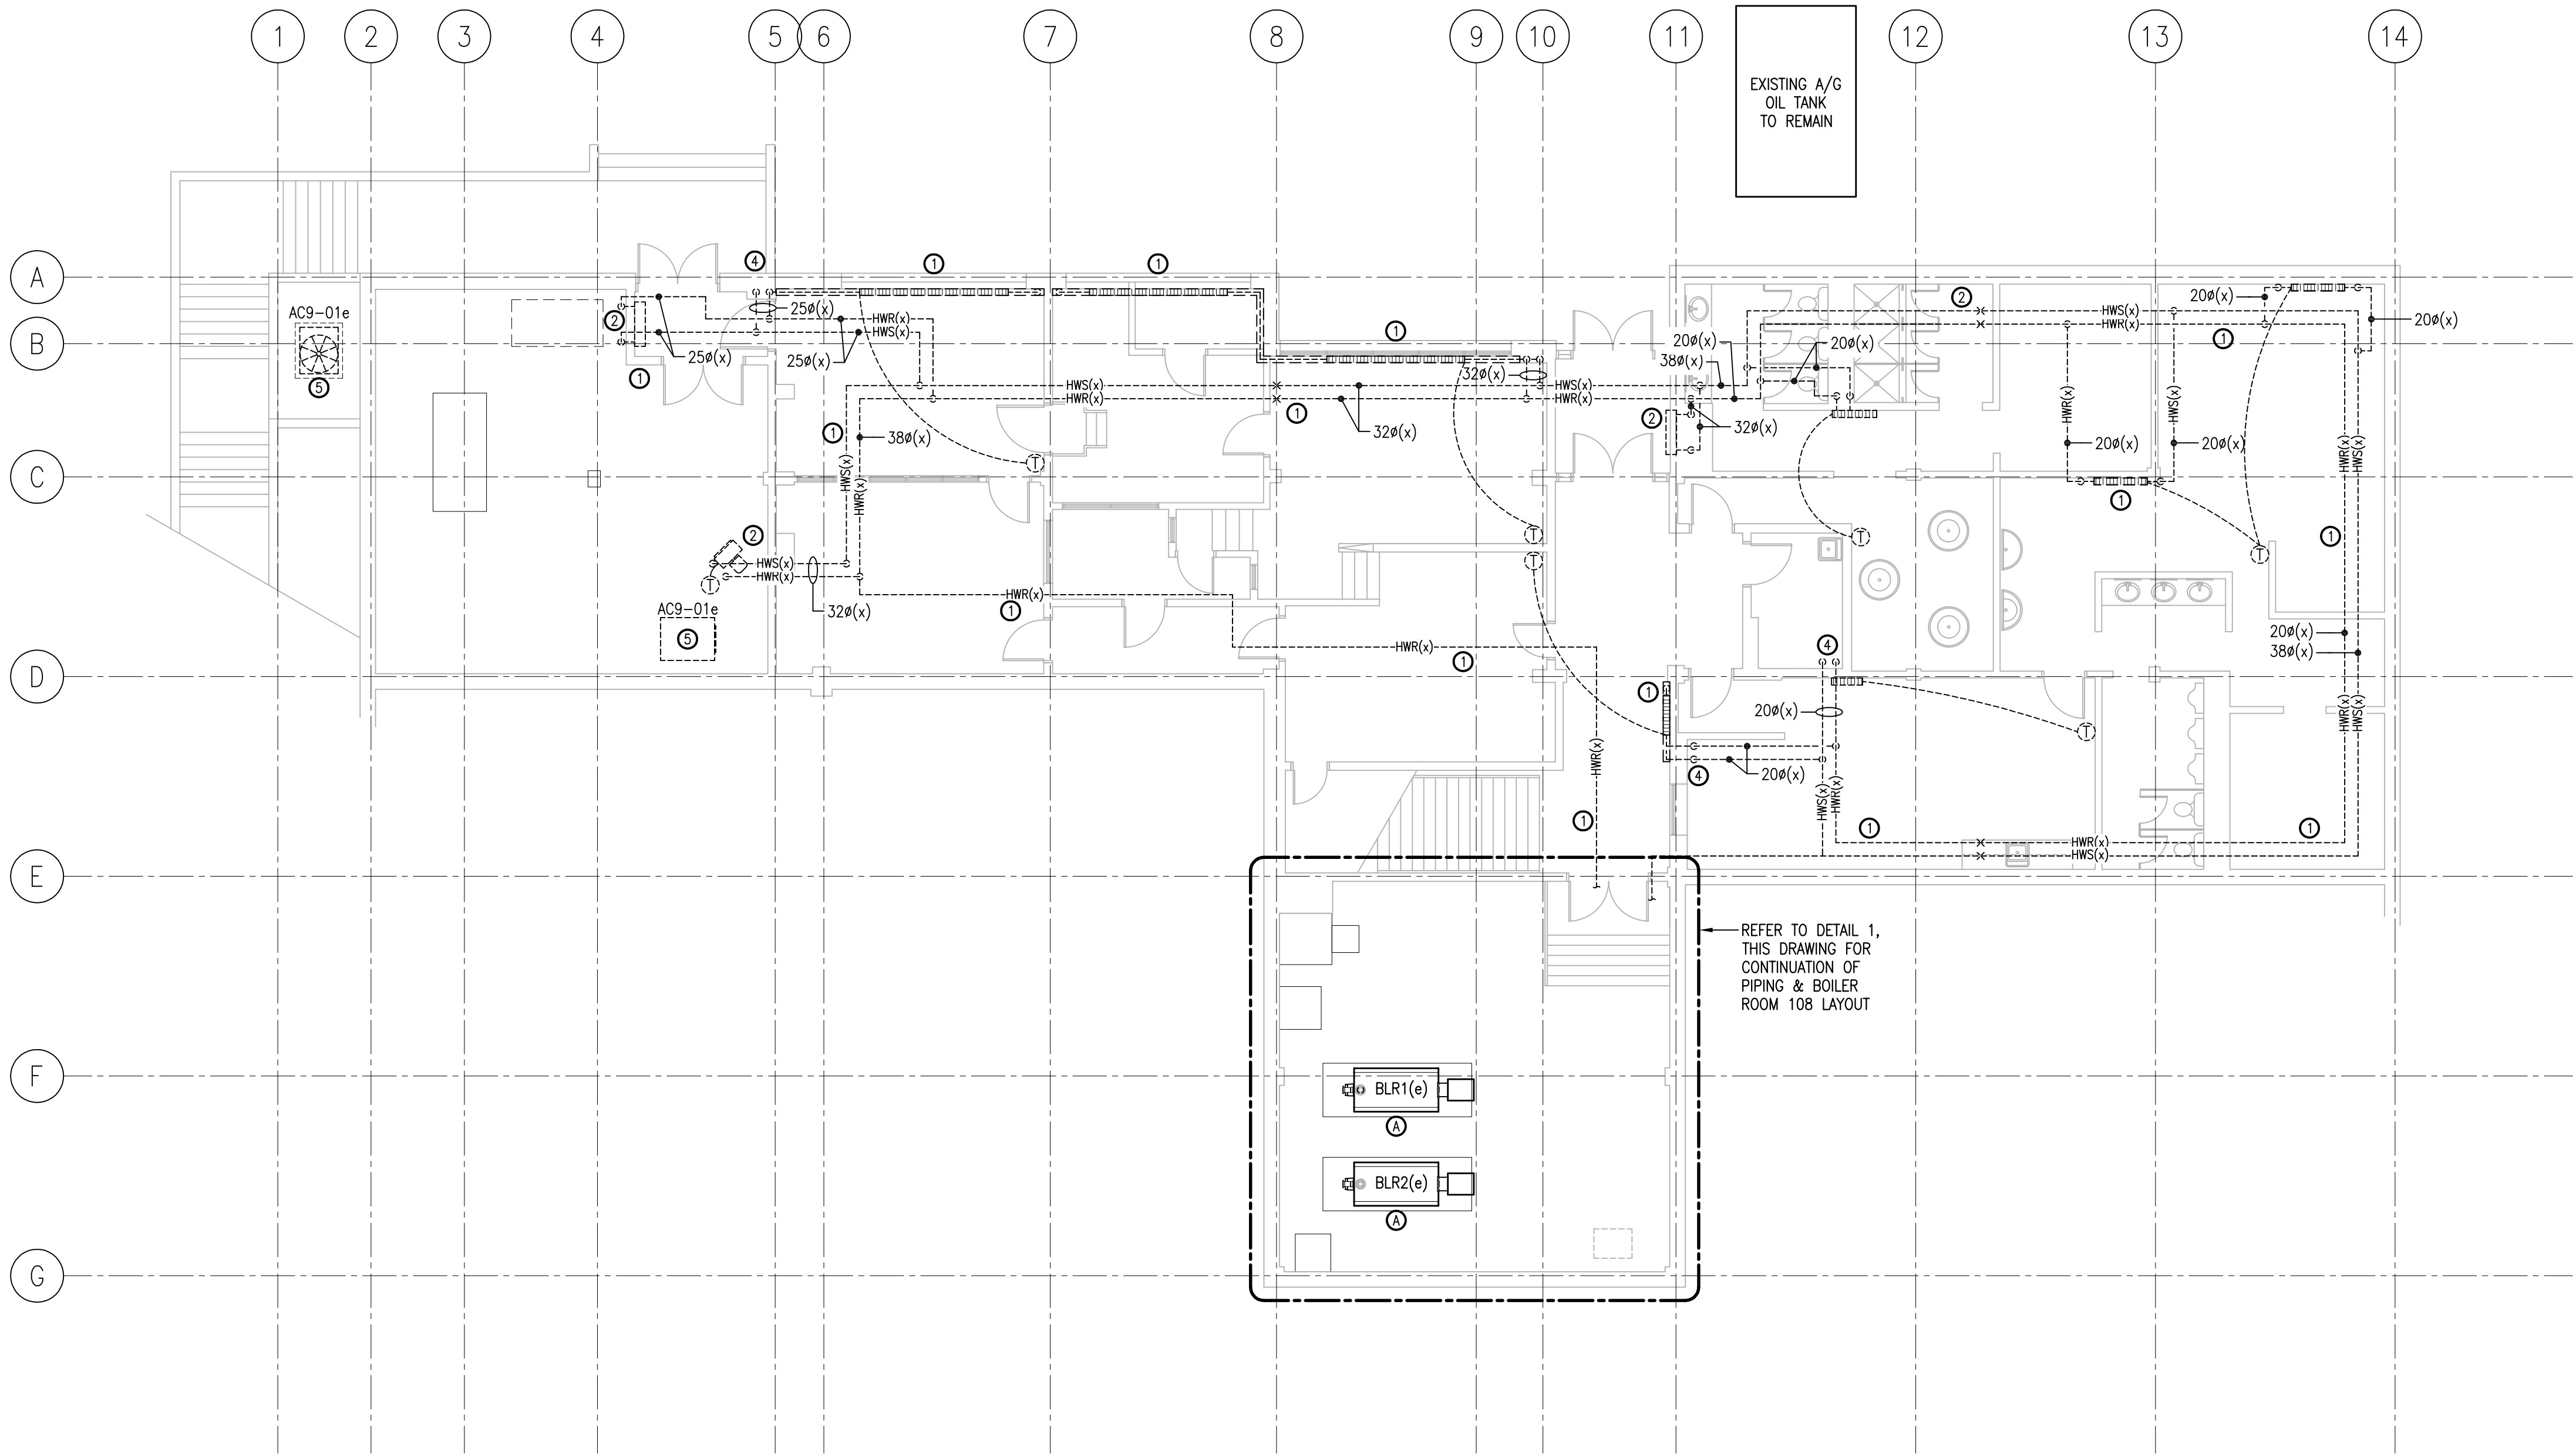 1 2 3 4 5 6 7 8 9 10 11 12 13 14
EXISTING A/G
OIL TANK
TO REMAIN
A
4 1 1
AC9-01e
2
25ø(x)
HWR(x)
HWS(x)
25ø(x)
25ø(x)
B
5
1
1
32ø(x)
20ø(x)
38ø(x)
20ø(x)
2
HWS(x)
HWR(x)
20ø(x)
1
20ø(x)
HWS(x)
HWR(x)
HWS(x)
HWR(x)
1
1
38ø(x)
32ø(x)
2
32ø(x)
HWR(x)
HWS(x)
20ø(x)
20ø(x)
HWR(x)
HWS(x)
C
HWS(x)
HWR(x)
T
1
2
HWS(x)
HWR(x)
T
32ø(x)
AC9-01e
5
HWR(x)
1
T
T
T
T
1
HWR(x)
1
20ø(x)
38ø(x)
D
4
1
20ø(x)
T
HWR(x)
HWS(x)
HWR(x)
4
20ø(x)
HWS(x)
HWR(x)
1
1
1
HWR(x)
HWS(x)
E
REFER TO DETAIL 1,
THIS DRAWING FOR
CONTINUATION OF
PIPING & BOILER
ROOM 108 LAYOUT
F
BLR1(e)
A
BLR2(e)
A
G